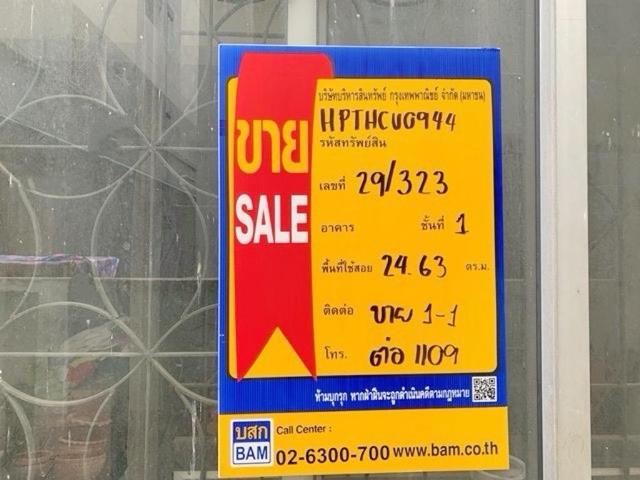 ขาย
SALE
บริษัทบริหารสินทรัพย์ กรุงเทพพาณิชย์ จำกัด (มหาชน)
HPTHCU0944
รหัสทรัพย์สิน
เลขที่ 29/323
อาคาร ชั้นที่ 1
พื้นที่ใช้สอย 24.63 ตร.ม.
ติดต่อ ขาย 1-1
โทร. ต่อ 1109
ห้ามบุกรุก หากฝ่าฝืนจะถูกดำเนินคดีตามกฎหมาย
บสก
BAM
Call Center :
02-6300-700 www.bam.co.th